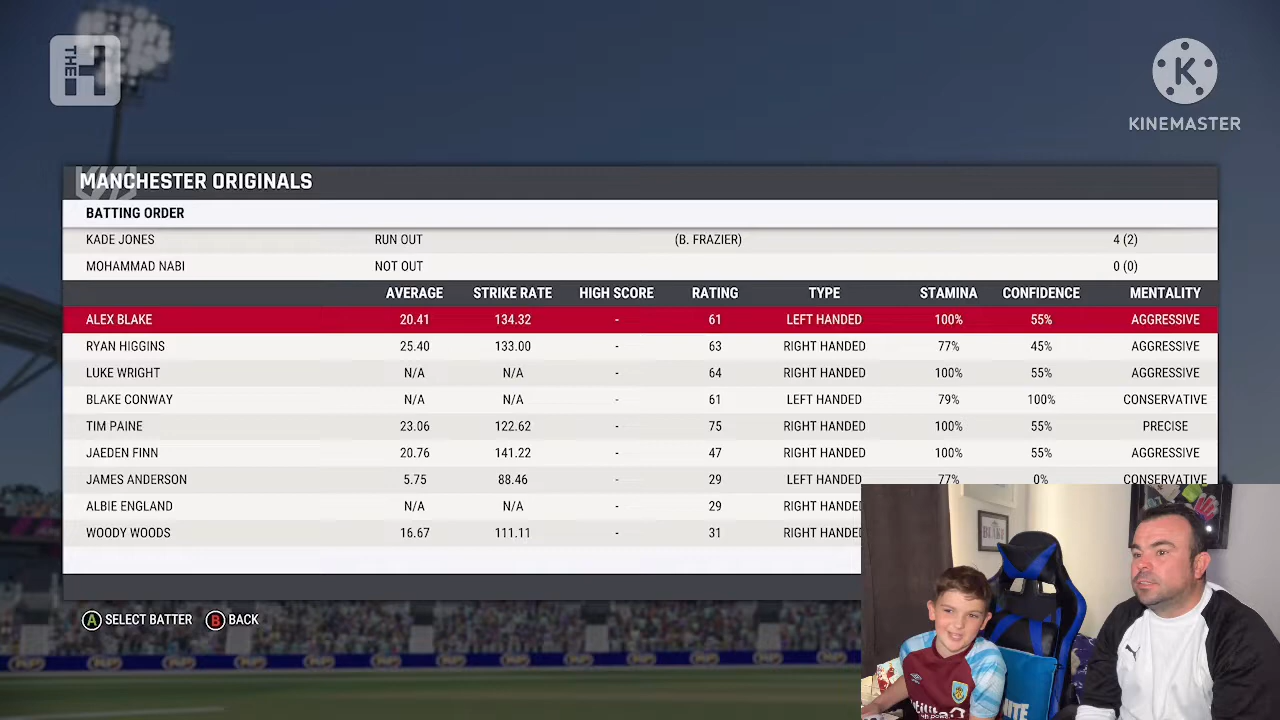 THE H
KINEMASTER
MANCHESTER ORIGINALS
BATTING ORDER
KADE JONES RUN OUT (B. FRAZIER) 4 (2)
MOHAMMAD NABI NOT OUT 0 (0)
AVERAGE STRIKE RATE HIGH SCORE RATING TYPE STAMINA CONFIDENCE MENTALITY
ALEX BLAKE 20.41 134.32 - 61 LEFT HANDED 100% 55% AGGRESSIVE
RYAN HIGGINS 25.40 133.00 - 63 RIGHT HANDED 77% 45% AGGRESSIVE
LUKE WRIGHT N/A N/A - 64 RIGHT HANDED 100% 55% AGGRESSIVE
BLAKE CONWAY N/A N/A - 61 LEFT HANDED 79% 100% CONSERVATIVE
TIM PAINE 23.06 122.62 - 75 RIGHT HANDED 100% 55% PRECISE
JAEDEN FINN 20.76 141.22 - 47 RIGHT HANDED 100% 55% AGGRESSIVE
JAMES ANDERSON 5.75 88.46 - 29 LEFT HANDED 77% 0% CONSERVATIVE
ALBIE ENGLAND N/A N/A - 29 RIGHT HANDED
WOODY WOODS 16.67 111.11 - 31 RIGHT HANDED
A SELECT BATTER B BACK